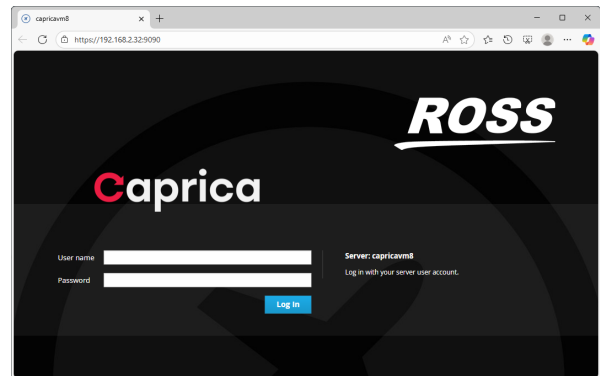 capricavm8
https://192.168.2.32:9090
ROSS
Caprica
User name
Password
Log In
Server: capricavm8
Log in with your server user account.